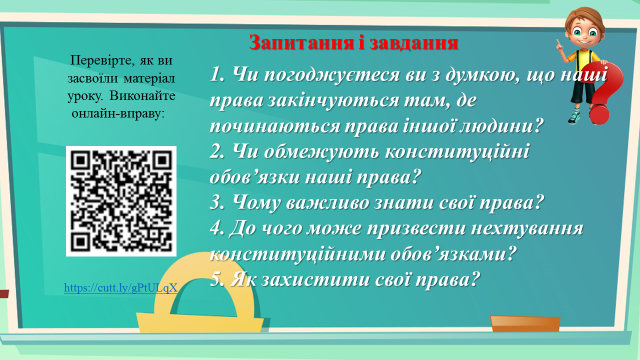 Запитання і завдання
Перевірте, як ви
засвоїли матеріал
уроку. Виконайте
онлайн-вправу:
https://cutt.ly/gPtULqX
1. Чи погоджуєтеся ви з думкою, що наші
права закінчуються там, де
починаються права іншої людини?
2. Чи обмежують конституційні
обов’язки наші права?
3. Чому важливо знати свої права?
4. До чого може призвести нехтування
конституційними обов’язками?
5. Як захистити свої права?